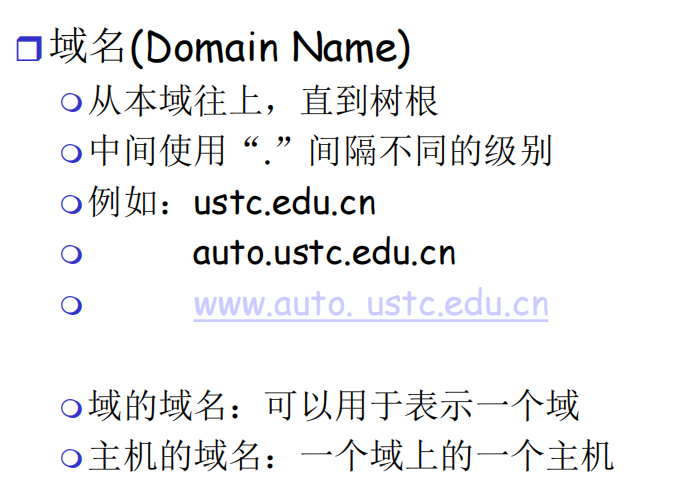 域名(Domain Name)
从本域往上，直到树根
中间使用“.”间隔不同的级别
例如：ustc.edu.cn
auto.ustc.edu.cn
www.auto. ustc.edu.cn
域的域名：可以用于表示一个域
主机的域名：一个域上的一个主机